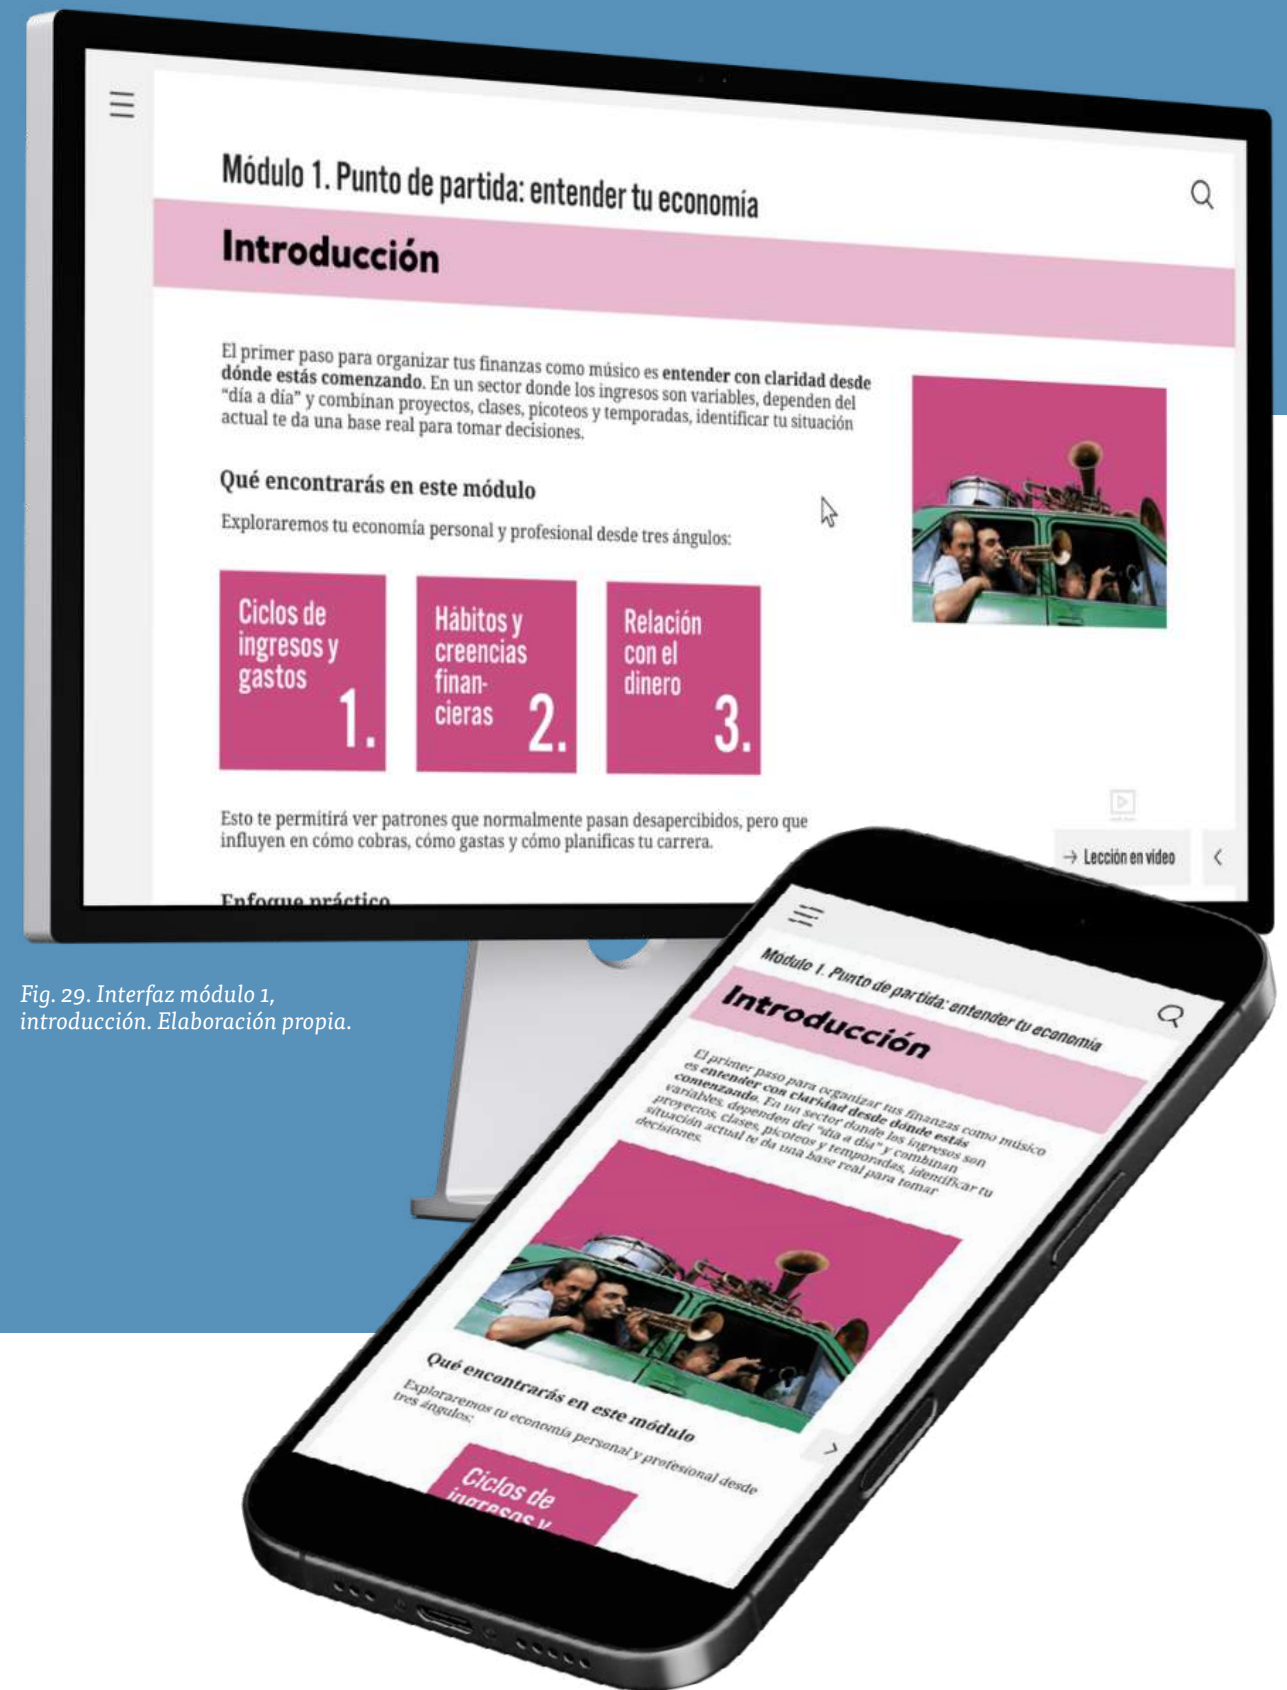 Módulo 1. Punto de partida: entender tu economía
Introducción
El primer paso para organizar tus finanzas como músico es entender con claridad desde
dónde estás comenzando. En un sector donde los ingresos son variables, dependen del
“día a día” y combinan proyectos, clases, picoteos y temporadas, identificar tu situación
actual te da una base real para tomar decisiones.
Qué encontrarás en este módulo
Exploraremos tu economía personal y profesional desde tres ángulos:
Ciclos de
ingresos y
gastos
1.
Hábitos y
creencias
finan-
cieras
2.
Relación
con el
dinero
3.
Esto te permitirá ver patrones que normalmente pasan desapercibidos, pero que
influyen en cómo cobras, cómo gastas y cómo planificas tu carrera.
→ Lección en video
Enfoque práctico
Fig. 29. Interfaz módulo 1,
introducción. Elaboración propia.
Módulo 1. Punto de partida: entender tu economía
Introducción
El primer paso para organizar tus finanzas como músico
es entender con claridad desde dónde estás
comenzando. En un sector donde los ingresos son
variables, dependen del “día a día” y combinan
proyectos, clases, picoteos y temporadas, identificar tu
situación actual te da una base real para tomar
decisiones.
Qué encontrarás en este módulo
Exploraremos tu economía personal y profesional desde
tres ángulos:
Ciclos de
ingresos y